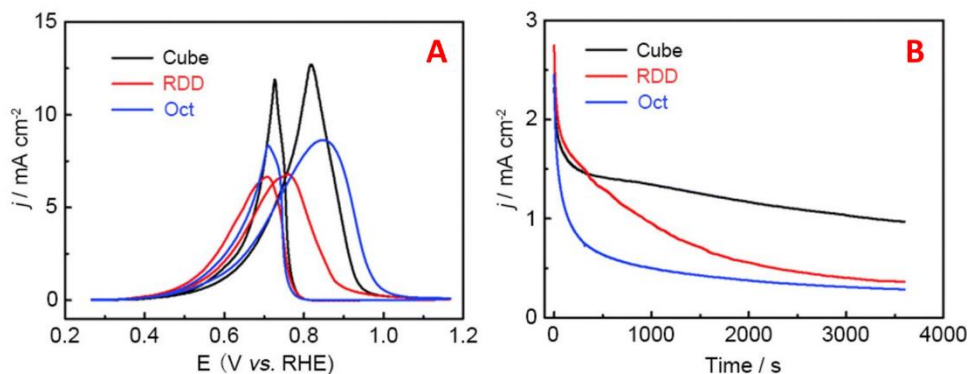 15
10
5
0
j / mA cm⁻²
Cube
RDD
Oct
A
0.2 0.4 0.6 0.8 1.0 1.2
E (V vs. RHE)
3
2
1
0
j / mA cm⁻²
Cube
RDD
Oct
B
0 1000 2000 3000 4000
Time / s